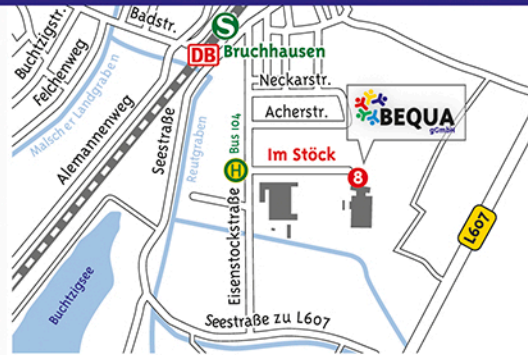 Badstr.
Buchtzigstr.
Felchenweg
Malscher Landgraben
Alemannenweg
S
DB Bruchhausen
Neckarstr.
Acherstr.
BEQUA
gGmbH
Seestraße
Reutgraben
Bus 104
H
Im Stöck
8
Eisenstockstraße
L607
Buchtzigsee
Seestraße zu L607